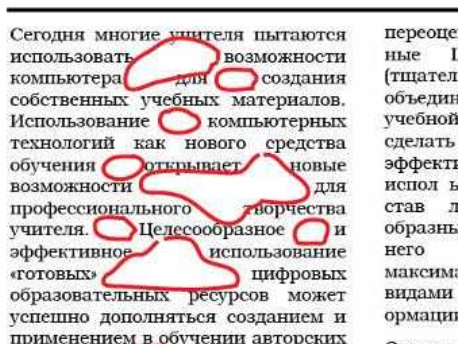 Сегодня многие учителя пытаются
использовать возможности
компьютера для создания
собственных учебных материалов.
Использование компьютерных
технологий как нового средства
обучения открывает новые
возможности для
профессионального творчества
учителя. Целесообразное и
эффективное использование
«готовых» цифровых
образовательных ресурсов может
успешно дополняться созданием и
применением в обучении авторских
переоце
ные
(тщател
объедин
учебной
сделать
эффекти
испол ь
став л
образны
него
максима
видами
ормации